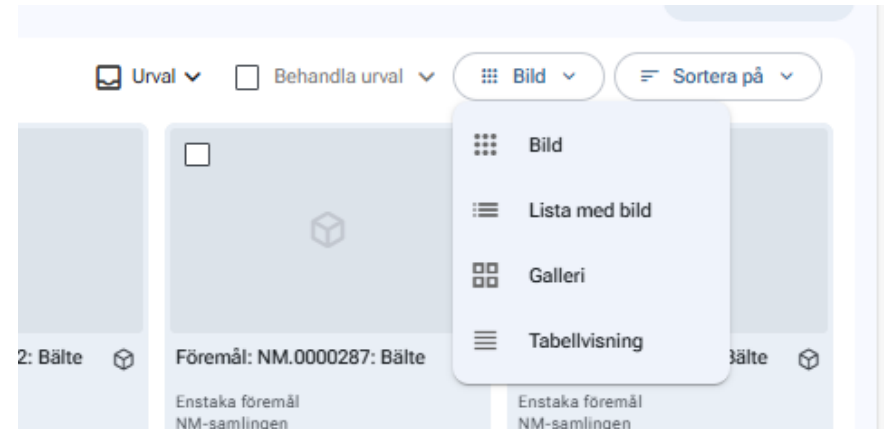 Urval
Behandla urval
Bild
Sortera på
Bild
Lista med bild
Galleri
Tabellvisning
2: Bälte
Föremål: NM.0000287: Bälte
Bälte
Enstaka föremål
NM-samlingen
Enstaka föremål
NM-samlingen